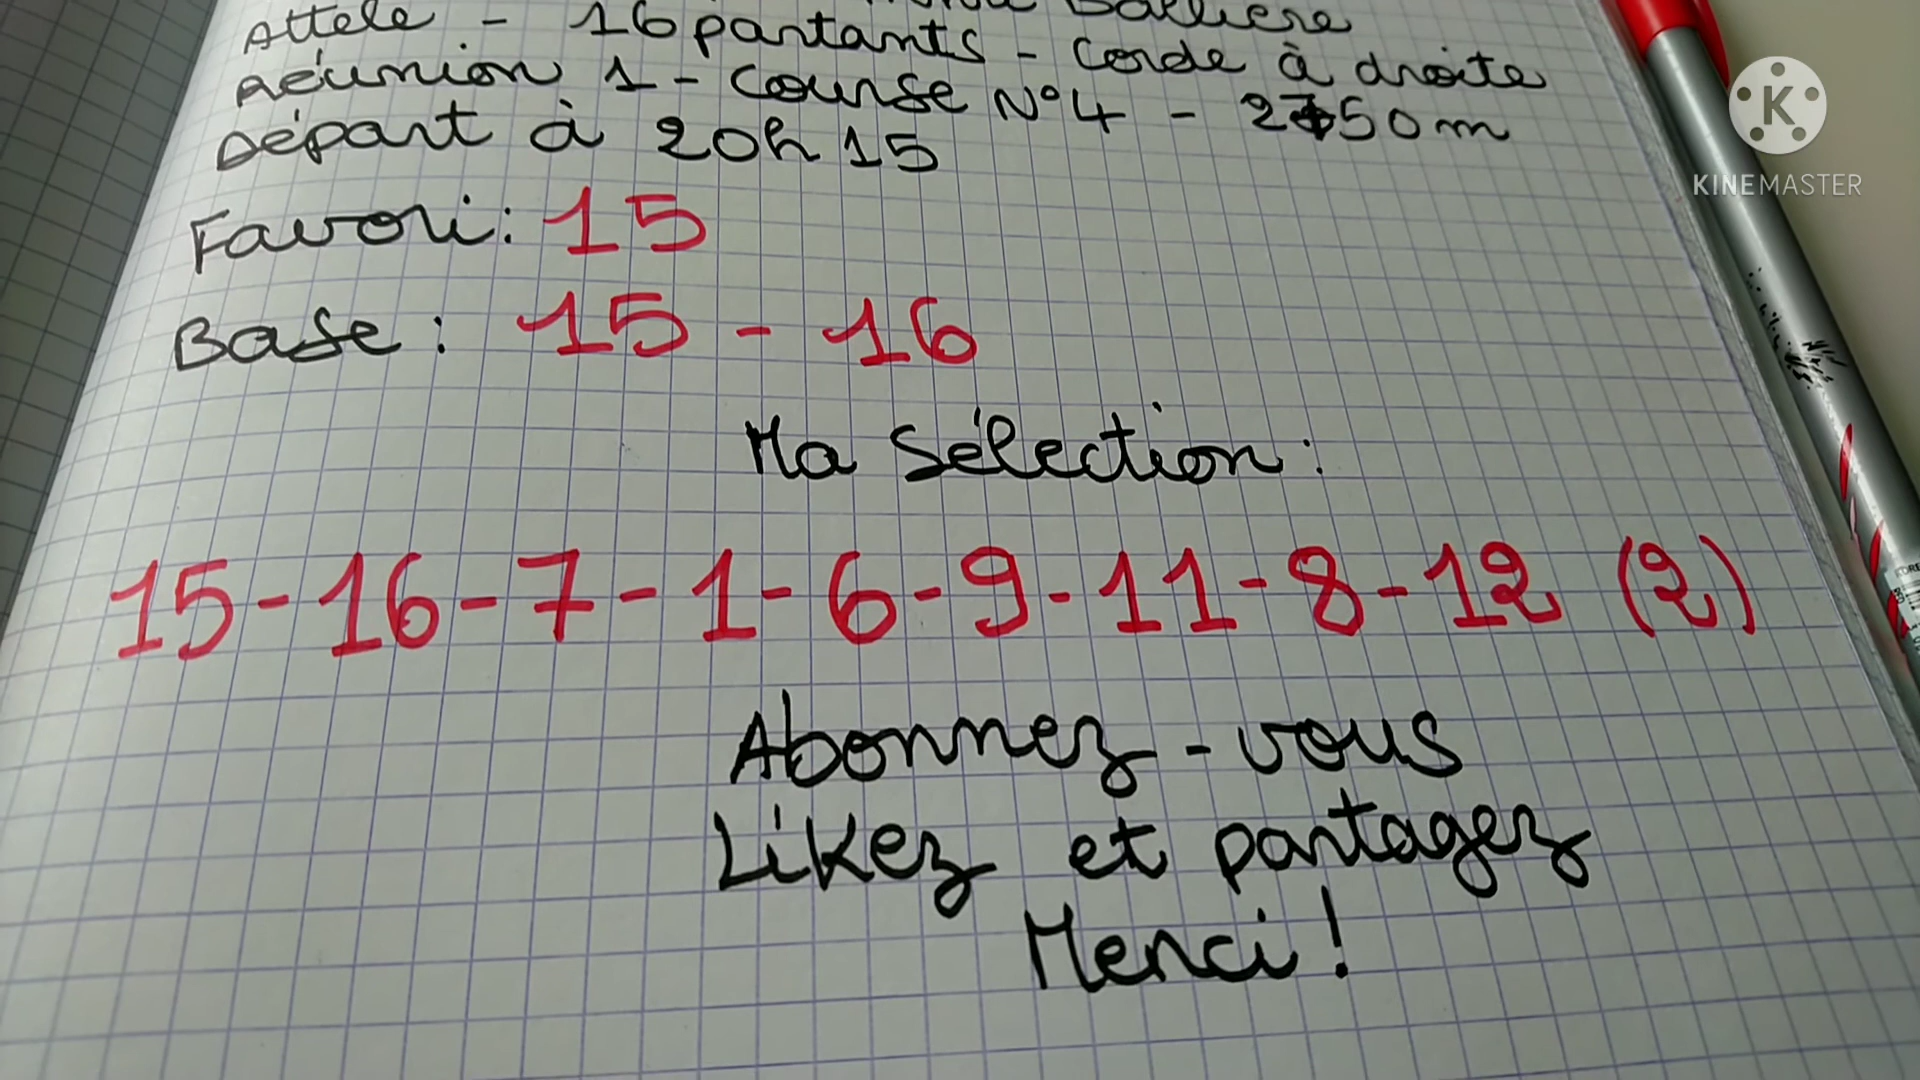 Attelé - 16 partants - corde à droite
Réunion 1 - Course N°4 - 2750m
Départ à 20h15
Favori: 15
Base: 15 - 16
Ma Sélection:
15-16-7-1-6-9-11-8-12 (2)
Abonnez-vous
Likez et partagez
Merci!
K
KINEMASTER